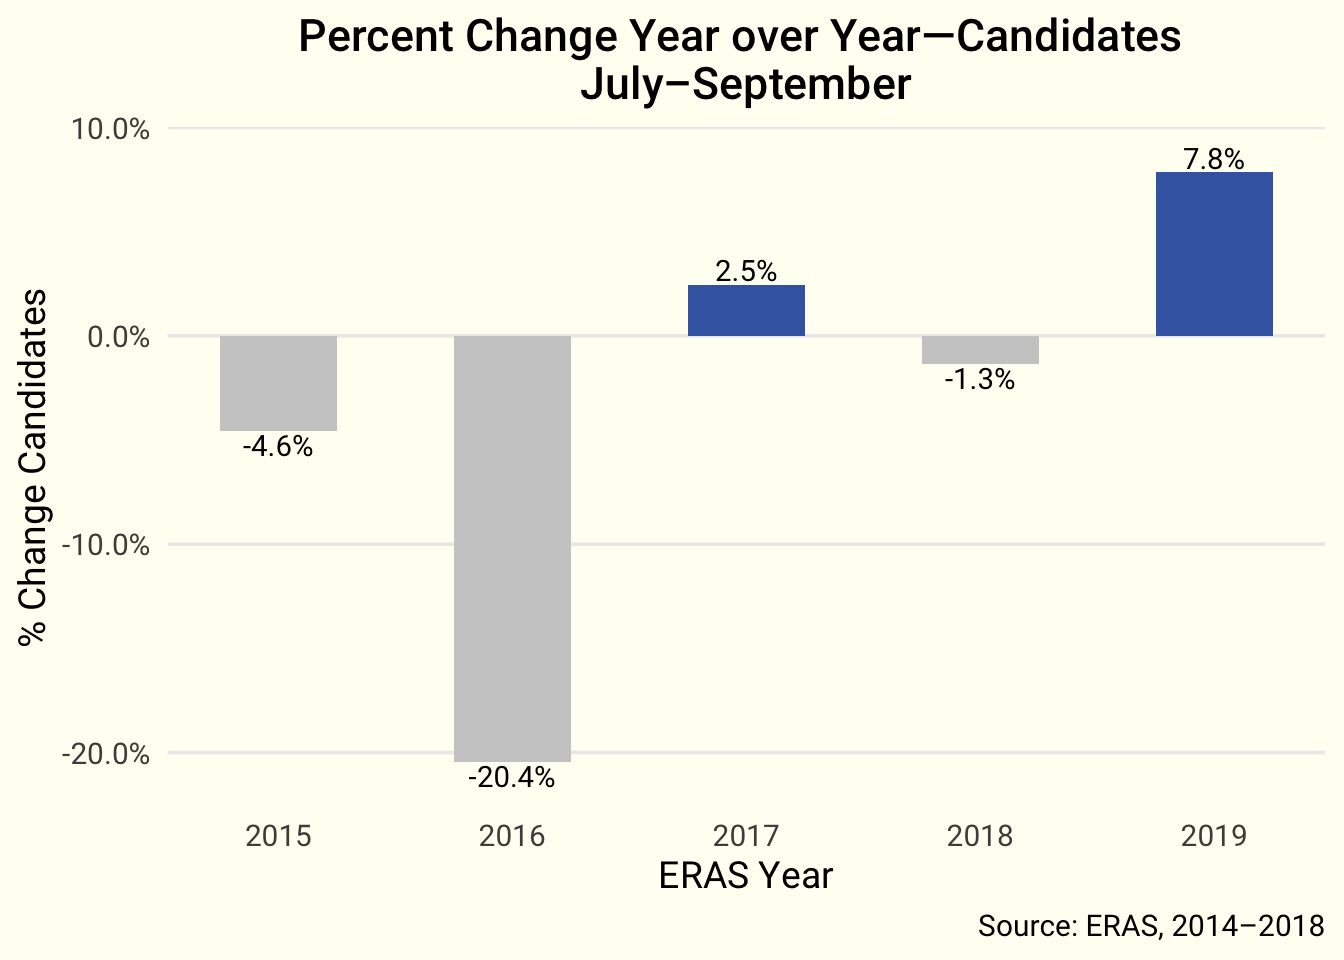 Percent Change Year over Year—Candidates
July–September
10.0%
7.8%
2.5%
0.0%
-1.3%
-4.6%
% Change Candidates
-10.0%
-20.0%
-20.4%
2015 2016 2017 2018 2019
ERAS Year
Source: ERAS, 2014–2018